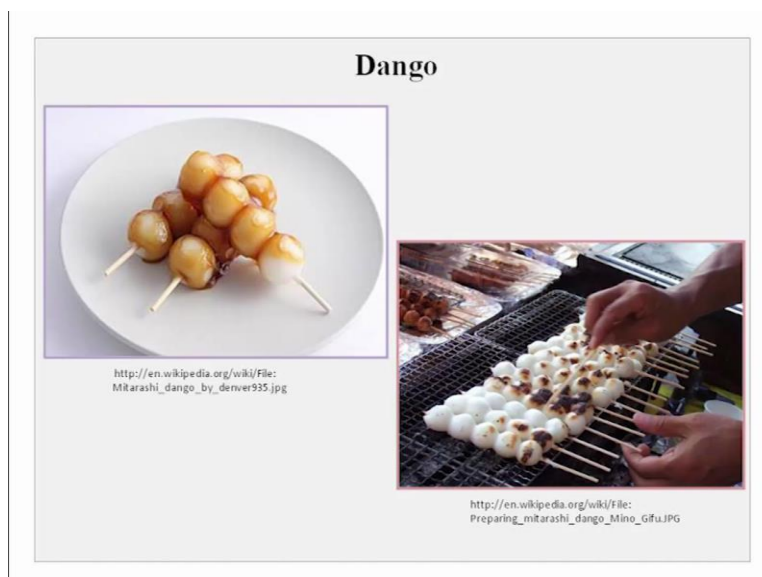 Dango
http://en.wikipedia.org/wiki/File:
Mitarashi_dango_by_denver935.jpg
http://en.wikipedia.org/wiki/File:
Preparing_mitarashi_dango_Mino_Gifu.JPG